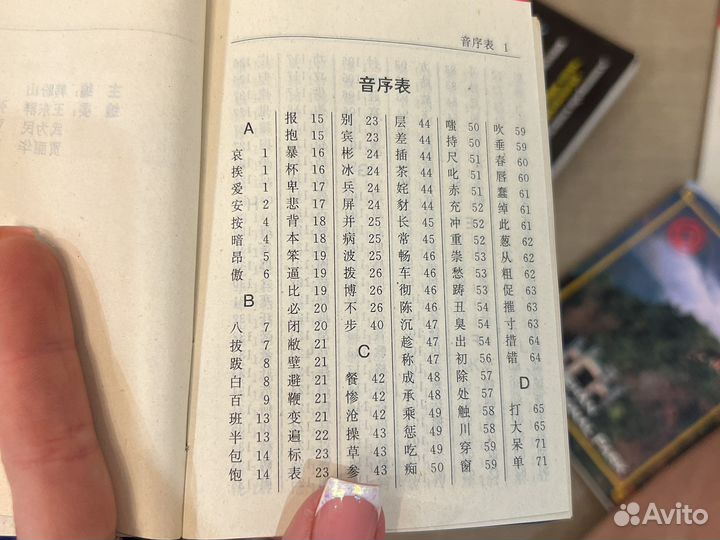 音序表 1
音序表
A
哀 1
挨 1
爱 1
安 2
按 4
暗 4
昂 5
傲 6
B
八 7
拔 7
跋 8
白 8
百 9
班 13
半 13
包 14
饱 14
报 15
抱 15
暴 16
杯 16
卑 17
悲 17
背 18
本 18
笨 19
逼 19
比 19
必 20
闭 20
敝 21
壁 21
避 21
鞭 21
变 21
遍 22
标 23
表 23
别 23
宾 23
彬 24
冰 24
兵 24
屏 24
并 25
病 25
波 25
拨 26
博 26
不 26
步 40
C
餐 42
惨 42
沧 42
操 43
草 43
参 43
层 44
差 44
插 44
茶 44
姹 44
豺 44
长 45
常 45
畅 46
车 46
彻 46
陈 46
沉 47
趁 47
称 47
成 48
承 48
乘 49
惩 49
吃 49
痴 50
嗤 50
持 50
尺 51
叱 51
赤 51
充 52
冲 52
重 52
崇 53
愁 53
踌 53
丑 54
臭 54
出 54
初 56
除 57
处 57
触 58
川 58
穿 59
窗 59
吹 59
垂 59
春 60
唇 60
蠢 61
绰 61
此 61
葱 62
从 62
粗 62
促 63
摧 63
寸 63
措 64
错 64
D
打 65
大 65
呆 71
单 71
Avito